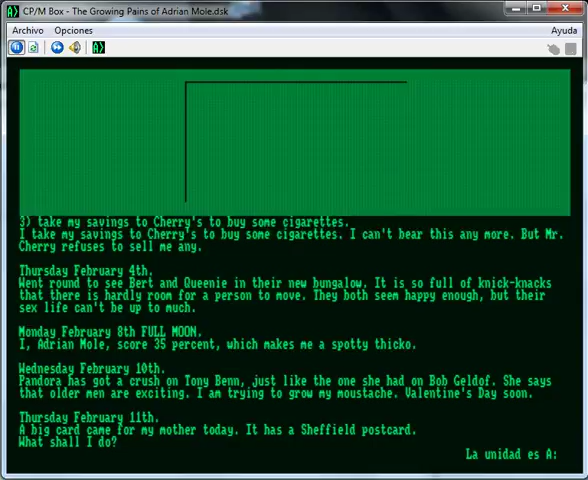 CP/M Box - The Growing Pains of Adrian Mole.dsk
Archivo Opciones Ayuda
A>
3) take my savings to Cherry's to buy some cigarettes.
I take my savings to Cherry's to buy some cigarettes. I can't bear this any more. But Mr.
Cherry refuses to sell me any.
Thursday February 4th.
Went round to see Bert and Queenie in their new bungalow. It is so full of knick-knacks
that there is hardly room for a person to move. They both seem happy enough, but their
sex life can't be up to much.
Monday February 8th FULL MOON.
I, Adrian Mole, score 35 percent, which makes me a spotty thicko.
Wednesday February 10th.
Pandora has got a crush on Tony Benn, just like the one she had on Bob Geldof. She says
that older men are exciting. I am trying to grow my moustache. Valentine's Day soon.
Thursday February 11th.
A big card came for my mother today. It has a Sheffield postcard.
What shall I do?
La unidad es A: